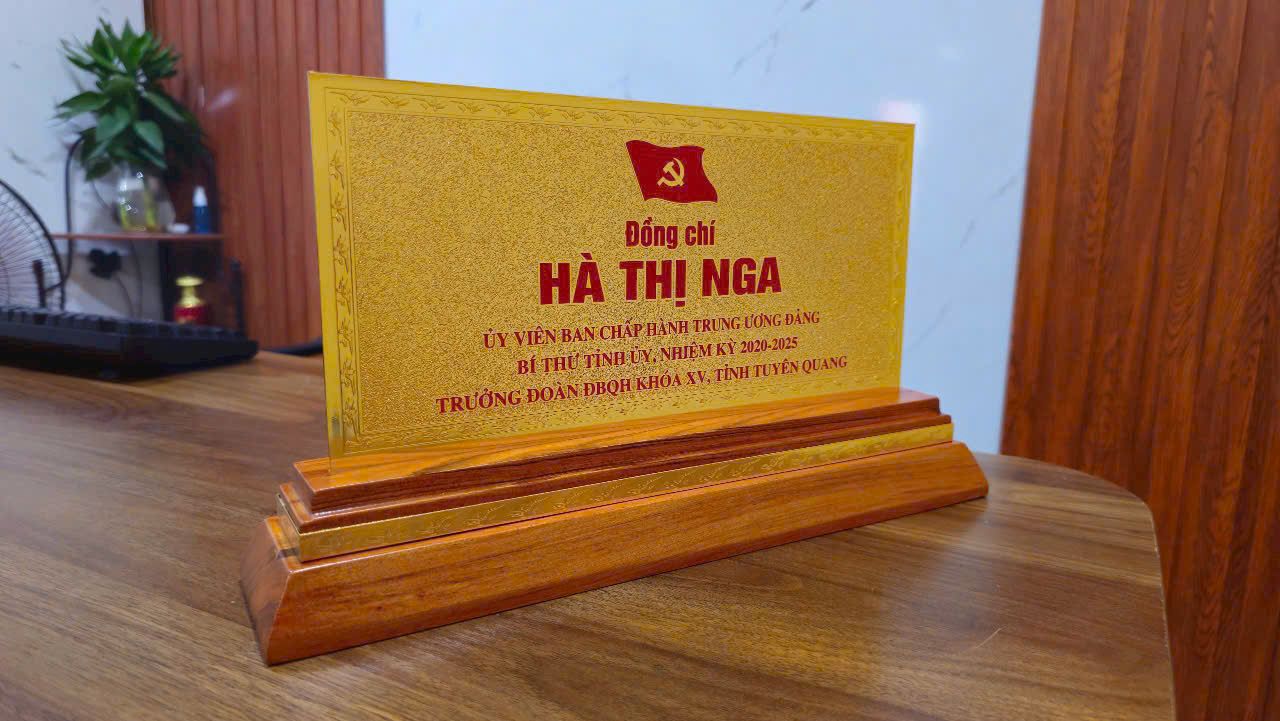 Đồng chí
HÀ THỊ NGA
ỦY VIÊN BAN CHẤP HÀNH TRUNG ƯƠNG ĐẢNG
BÍ THƯ TỈNH ỦY, NHIỆM KỲ 2020-2025
TRƯỞNG ĐOÀN ĐBQH KHÓA XV, TỈNH TUYÊN QUANG